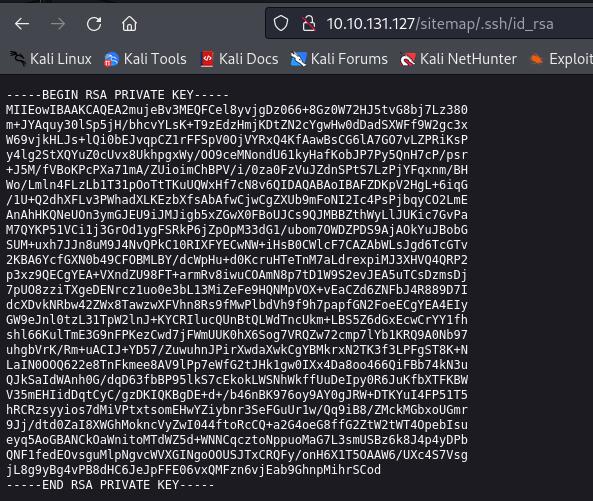 10.10.131.127/sitemap/.ssh/id_rsa
Kali Linux Kali Tools Kali Docs Kali Forums Kali NetHunter Exploit
-----BEGIN RSA PRIVATE KEY-----
MIIEowIBAAKCAQEA2mujeBv3MEQFCel8yvjgDz066+8Gz0W72HJ5tvG8bj7Lz380
m+JYAquy30lSp5jH/bhcvYLsK+T9zEdzHmjKDtZN2cYgwHw0dDadSXWFf9W2gc3x
W69vjkHLJs+lQi0bEJvqpCZ1rFFSpV0OjVYRxQ4KfAawBsCG6lA7GO7vLZPRiKsP
y4lg2StXQYuZ0cUvx8UkhpgxWy/OO9ceMNondU61kyHafKobJP7Py5QnH7cP/psr
+J5M/fVBoKPcPXa71mA/ZUioimChBPV/i/0za0FzVuJZdnSPtS7LzPjYFqxnm/BH
Wo/Lmln4FLzLb1T31pOoTtTKuUQWxHf7cN8v6QIDAQABAoIBAFZDKpV2HgL+6iqG
/1U+Q2dhXFLv3PWhadXLKEzbXfsAbAfwCjwCgZXUb9mFoNI2Ic4PsPjbqyCO2LmE
AnAhHKQNeUOn3ymGJEU9iJMJigb5xZGwX0FBoUJCs9QJMBBZthWyLlJUKic7GvPa
M7QYKP51VCi1j3GrOd1ygFSRkP6jZpOpM33dG1/ubom7OWDZPDS9AjAOkYuJBobG
SUM+uxh7JJn8uM9J4NvQPkC10RIXFYECwNW+iHsB0CWlcF7CAZAbWLsJgd6TcGTv
2KBA6YcfGXN0b49CFOBMLBY/dcWpHu+d0KcruHTeTnM7aLdrexpiMJ3XHVQ4QRP2
p3xz9QECgYEA+VXndZU98FT+armRv8iwuCOAmN8p7tD1W9S2evJEA5uTCsDzmsDj
7pUO8zziTXgeDENrcz1uo0e3bL13MiZeFe9HQNMpVOX+vEaCZd6ZNFbJ4R889D7I
dcXDvkNRbw42ZWx8TawzwXFVhn8Rs9fMwPlbdVh9f9h7papfGN2FoeECgYEA4EIy
GW9eJnl0tzL31TpW2lnJ+KYCRIlucQUnBtQLWdTncUkm+LBS5Z6dGxEcwCrYY1fh
shl66KulTmE3G9nFPKezCwd7jFWmUUK0hX6Sog7VRQZw72cmp7lYb1KRQ9A0Nb97
uhgbVrK/Rm+uACIJ+YD57/ZuwuhnJPirXwdaXwkCgYBMkrxN2TK3f3LPFgST8K+N
LaIN0OOQ622e8TnFkmee8AV9lPp7eWfG2tJHk1gw0IXx4Da8oo466QiFBb74kN3u
QJkSaIdWAnh0G/dqD63fbBP95lkS7cEkokLWSNhWkffUuDeIpy0R6JuKfbXTFKBW
V35mEHIidDqtCyC/gzDKIQKBgDE+d+/b46nBK976oy9AY0gJRW+DTKYuI4FP51T5
hRCRzsyyios7dMiVPtxtsomEHwYZiybnr3SeFGuUr1w/Qq9iB8/ZMckMGbxoUGmr
9Jj/dtd0ZaI8XWGhMokncVyZwI044ftoRcCQ+a2G4oeG8ffG2ZtW2tWT4OpebIsu
eyq5AoGBANCkOaWnitoMTdWZ5d+WNNCqcztoNppuoMaG7L3smUSBz6k8J4p4yDPb
QNF1fedEOvsguMlpNgvcWVXGINgoOOUSJTxCRQFy/onH6X1T5OAAW6/UXc4S7Vsg
jL8g9yBg4vPB8dHC6JeJpFFE06vxQMFzn6vjEab9GhnpMihrSCod
-----END RSA PRIVATE KEY-----